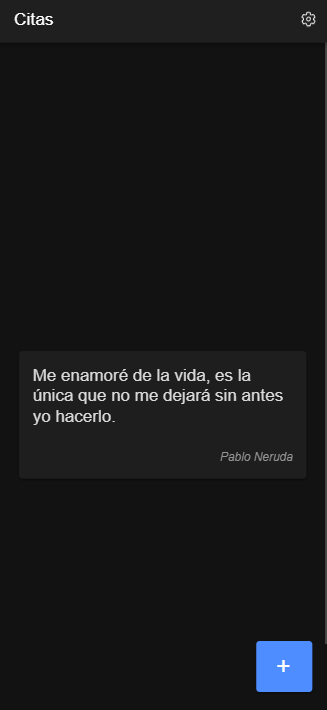 Citas
Me enamoré de la vida, es la
única que no me dejará sin antes
yo hacerlo.
Pablo Neruda
+